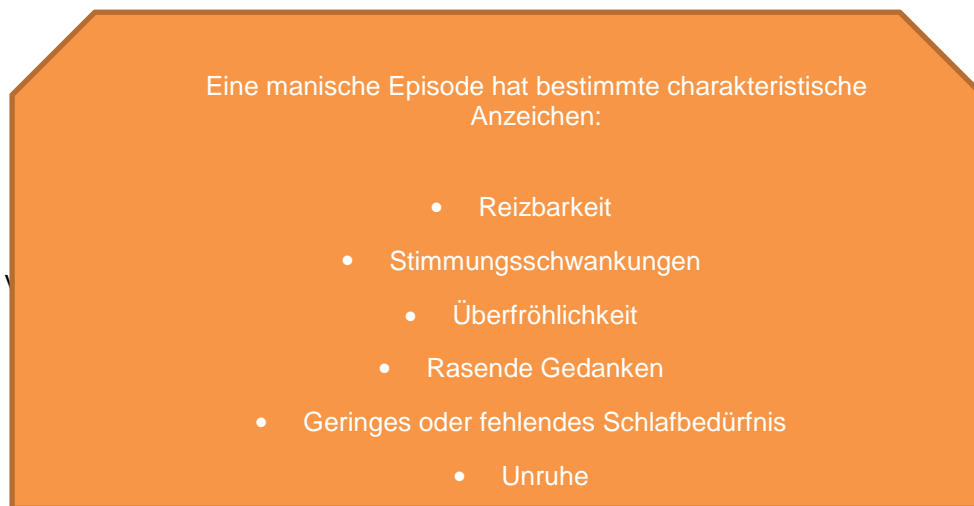 Eine manische Episode hat bestimmte charakteristische
Anzeichen:
• Reizbarkeit
• Stimmungsschwankungen
• Überfröhlichkeit
• Rasende Gedanken
• Geringes oder fehlendes Schlafbedürfnis
• Unruhe